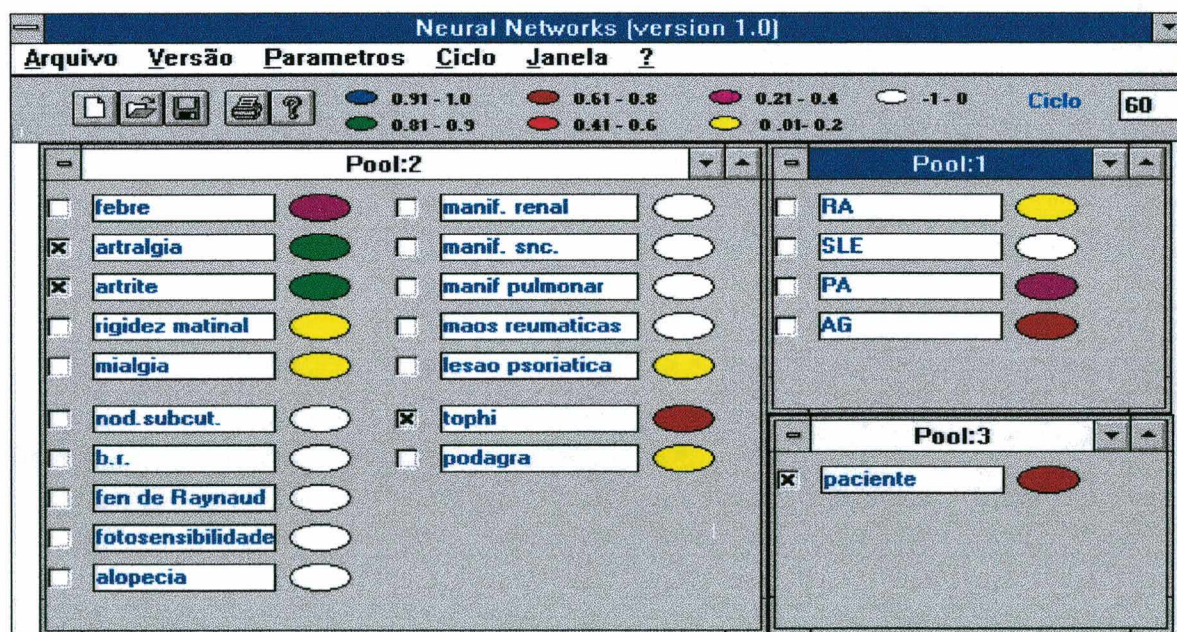 Neural Networks (version 1.0)
Arquivo Versão Parametros Ciclo Janela ?
0.91 - 1.0 0.61 - 0.8 0.21 - 0.4 -1 - 0 Ciclo 60
0.81 - 0.9 0.41 - 0.6 0 .01- 0.2
Pool:2
febre manif. renal
artralgia manif. snc.
artrite manif pulmonar
rigidez matinal maos reumaticas
mialgia lesao psoriatica
nod.subcut. tophi
b.r. podagra
fen de Raynaud
fotosensibilidade
alopecia
Pool:1
RA
SLE
PA
AG
Pool:3
paciente